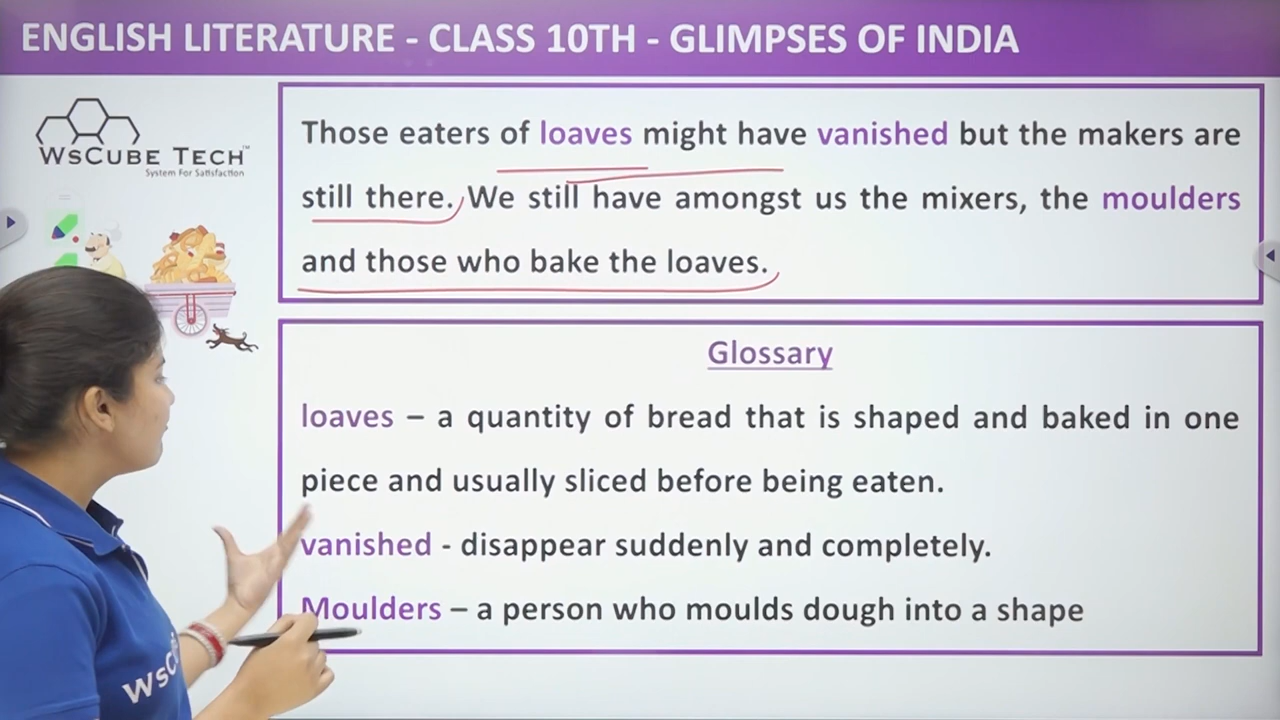 ENGLISH LITERATURE - CLASS 10TH - GLIMPSES OF INDIA
WSCUBE TECH™
System For Satisfaction
Those eaters of loaves might have vanished but the makers are
still there. We still have amongst us the mixers, the moulders
and those who bake the loaves.
Glossary
loaves – a quantity of bread that is shaped and baked in one
piece and usually sliced before being eaten.
vanished - disappear suddenly and completely.
Moulders – a person who moulds dough into a shape
WsC